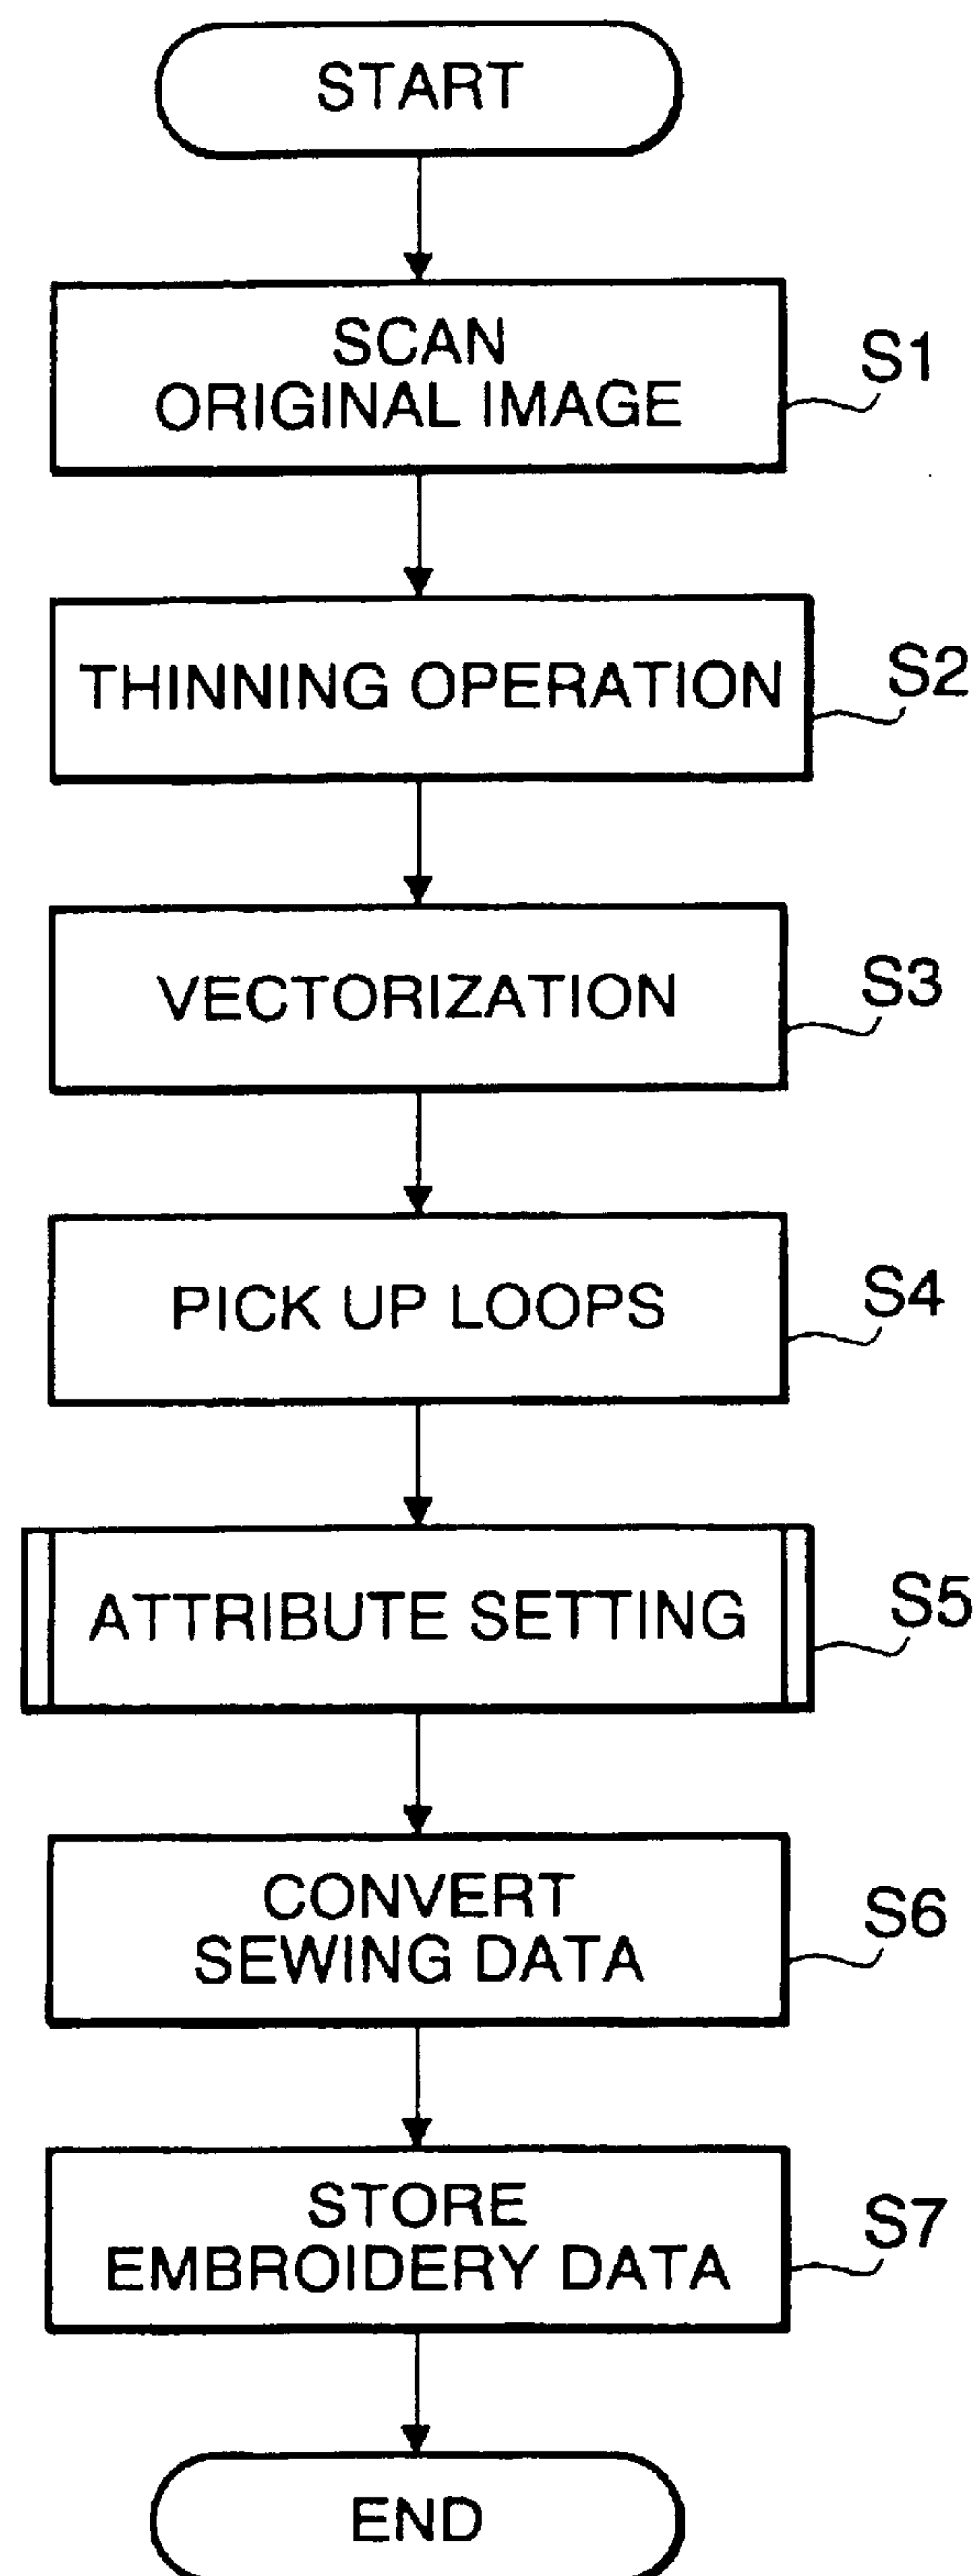 START
SCAN
ORIGINAL IMAGE
S1
THINNING OPERATION
S2
VECTORIZATION
S3
PICK UP LOOPS
S4
ATTRIBUTE SETTING
S5
CONVERT
SEWING DATA
S6
STORE
EMBROIDERY DATA
S7
END